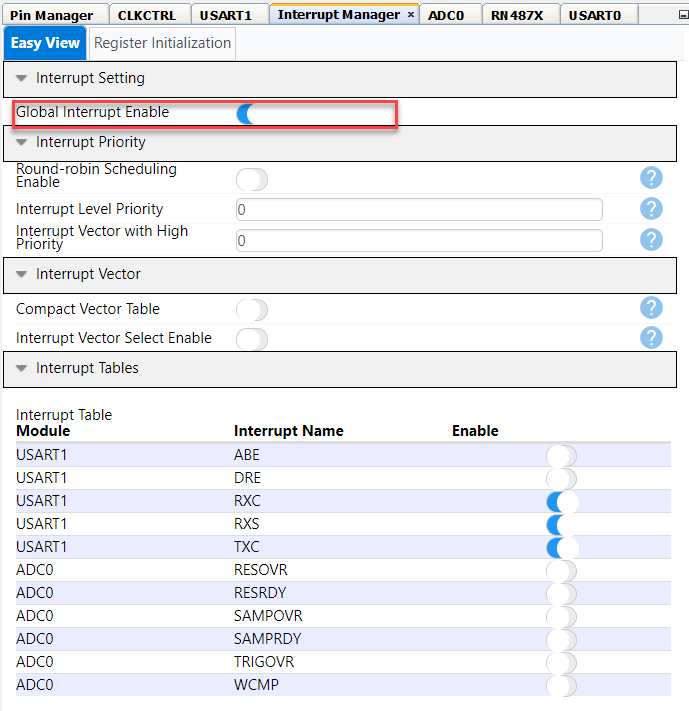 Pin Manager CLKCTRL USART1 Interrupt Manager × ADC0 RN487X USART0
Easy View Register Initialization
Interrupt Setting
Global Interrupt Enable
Interrupt Priority
Round-robin Scheduling
Enable
?
Interrupt Level Priority 0 ?
Interrupt Vector with High
Priority
0 ?
Interrupt Vector
Compact Vector Table ?
Interrupt Vector Select Enable ?
Interrupt Tables
Interrupt Table
Module Interrupt Name Enable
USART1 ABE
USART1 DRE
USART1 RXC
USART1 RXS
USART1 TXC
ADC0 RESOVR
ADC0 RESRDY
ADC0 SAMPOVR
ADC0 SAMPRDY
ADC0 TRIGOVR
ADC0 WCMP